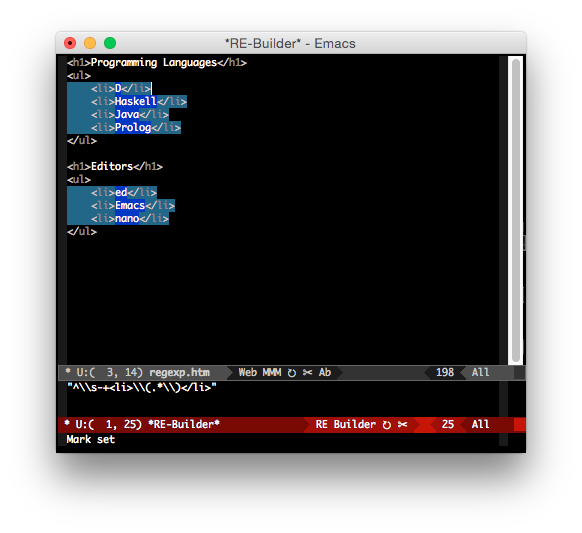 *RE-Builder* - Emacs
<h1>Programming Languages</h1>
<ul>
    <li>D</li>
    <li>Haskell</li>
    <li>Java</li>
    <li>Prolog</li>
</ul>

<h1>Editors</h1>
<ul>
    <li>ed</li>
    <li>Emacs</li>
    <li>nano</li>
</ul>
* U:(  3, 14) regexp.htm Web MMM ↻ ✂ Ab 198 All
"^\\s-+<li>\\(.*\\)</li>"
* U:(  1, 25) *RE-Builder* RE Builder ↻ ✂ 25 All
Mark set